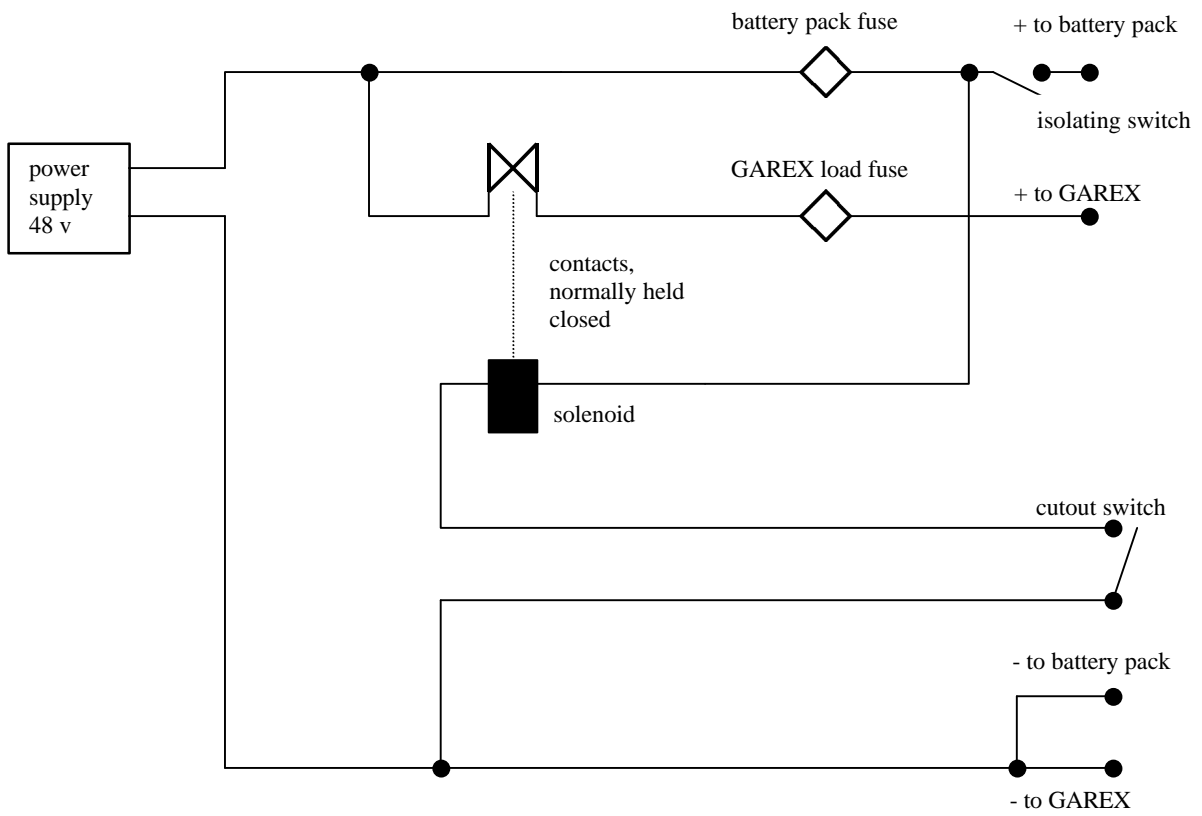 battery pack fuse
+ to battery pack
isolating switch
power
supply
48 v
GAREX load fuse
+ to GAREX
contacts,
normally held
closed
solenoid
cutout switch
- to battery pack
- to GAREX